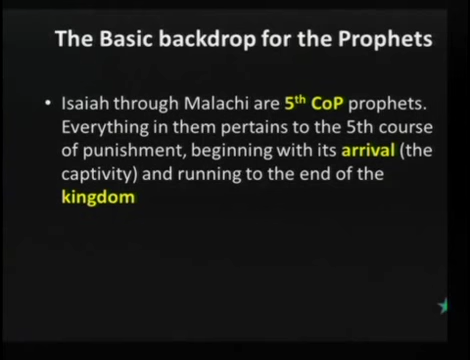 The Basic backdrop for the Prophets
• Isaiah through Malachi are 5th CoP prophets.
Everything in them pertains to the 5th course
of punishment, beginning with its arrival (the
captivity) and running to the end of the
kingdom